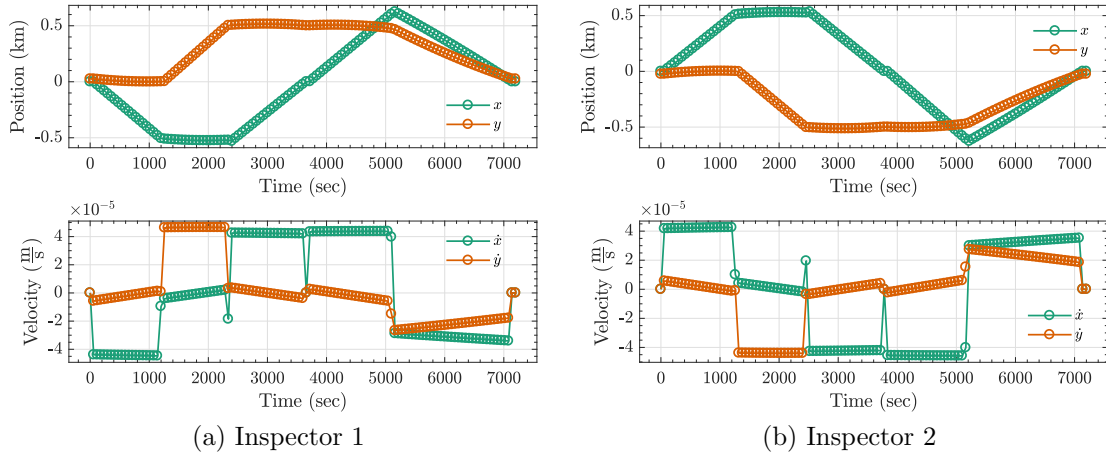 0.5
0
-0.5
Position (km)
x
y
0 1000 2000 3000 4000 5000 6000 7000
Time (sec)
×10⁻⁵
4
2
0
-2
-4
Velocity (m/s)
ẋ
ẏ
0 1000 2000 3000 4000 5000 6000 7000
Time (sec)
(a) Inspector 1
0.5
0
-0.5
Position (km)
x
y
0 1000 2000 3000 4000 5000 6000 7000
Time (sec)
×10⁻⁵
4
2
0
-2
-4
Velocity (m/s)
ẋ
ẏ
0 1000 2000 3000 4000 5000 6000 7000
Time (sec)
(b) Inspector 2